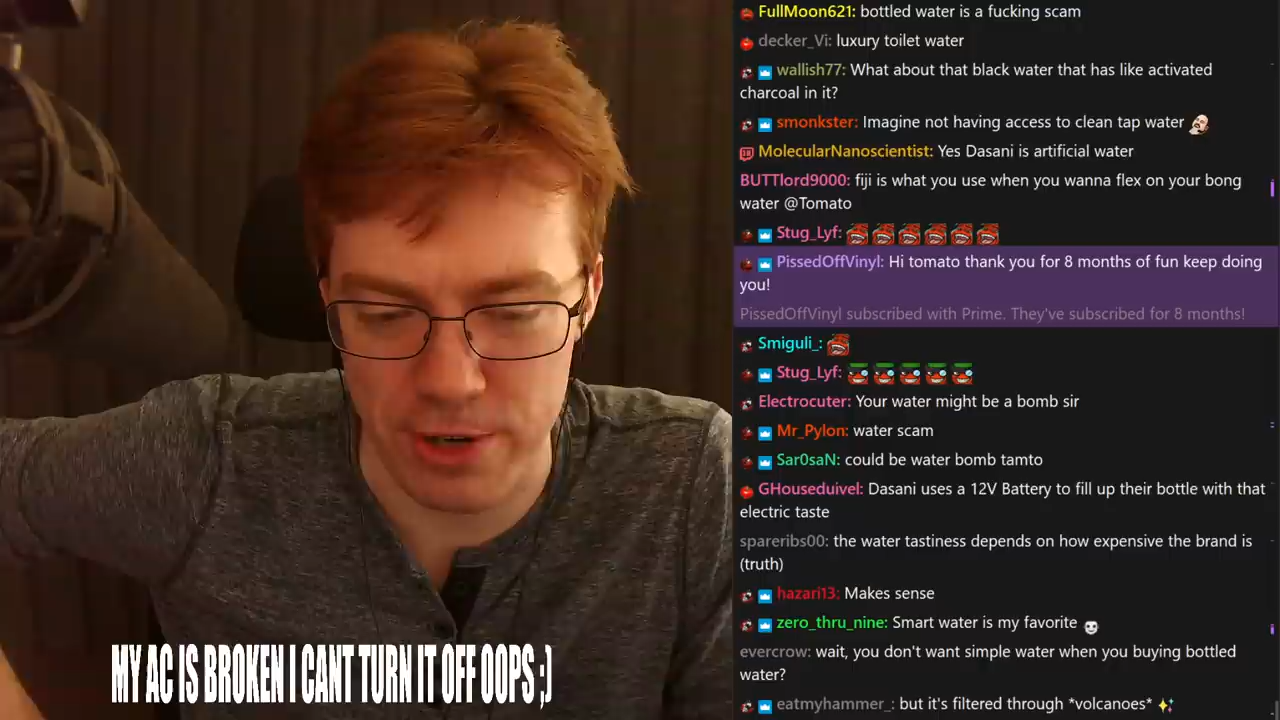 FullMoon621: bottled water is a fucking scam
decker_Vi: luxury toilet water
wallish77: What about that black water that has like activated
charcoal in it?
smonkster: Imagine not having access to clean tap water
MolecularNanoscientist: Yes Dasani is artificial water
BUTTlord9000: fiji is what you use when you wanna flex on your bong
water @Tomato
Stug_Lyf:
PissedOffVinyl: Hi tomato thank you for 8 months of fun keep doing
you!
PissedOffVinyl subscribed with Prime. They've subscribed for 8 months!
Smiguli_:
Stug_Lyf:
Electrocuter: Your water might be a bomb sir
Mr_Pylon: water scam
Sar0saN: could be water bomb tamto
GHouseduivel: Dasani uses a 12V Battery to fill up their bottle with that
electric taste
spareribs00: the water tastiness depends on how expensive the brand is
(truth)
hazari13: Makes sense
zero_thru_nine: Smart water is my favorite
evercrow: wait, you don't want simple water when you buying bottled
water?
eatmyhammer_: but it's filtered through *volcanoes*
MY AC IS BROKEN I CANT TURN IT OFF OOPS ;)